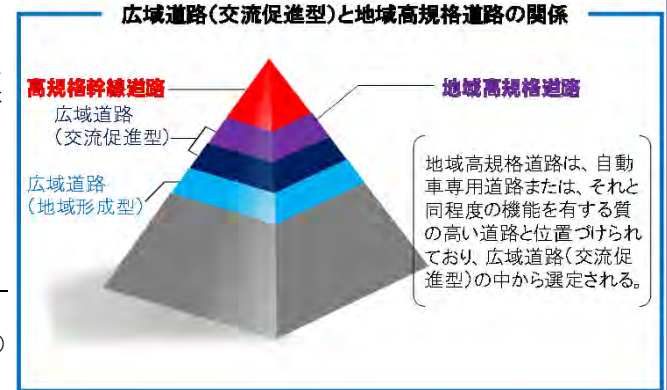 広域道路(交流促進型)と地域高規格道路の関係
高規格幹線道路
広域道路
(交流促進型)
広域道路
(地域形成型)
地域高規格道路
地域高規格道路は、自動
車専用道路または、それと
同程度の機能を有する質
の高い道路と位置づけられ
ており、広域道路(交流促
進型)の中から選定される。